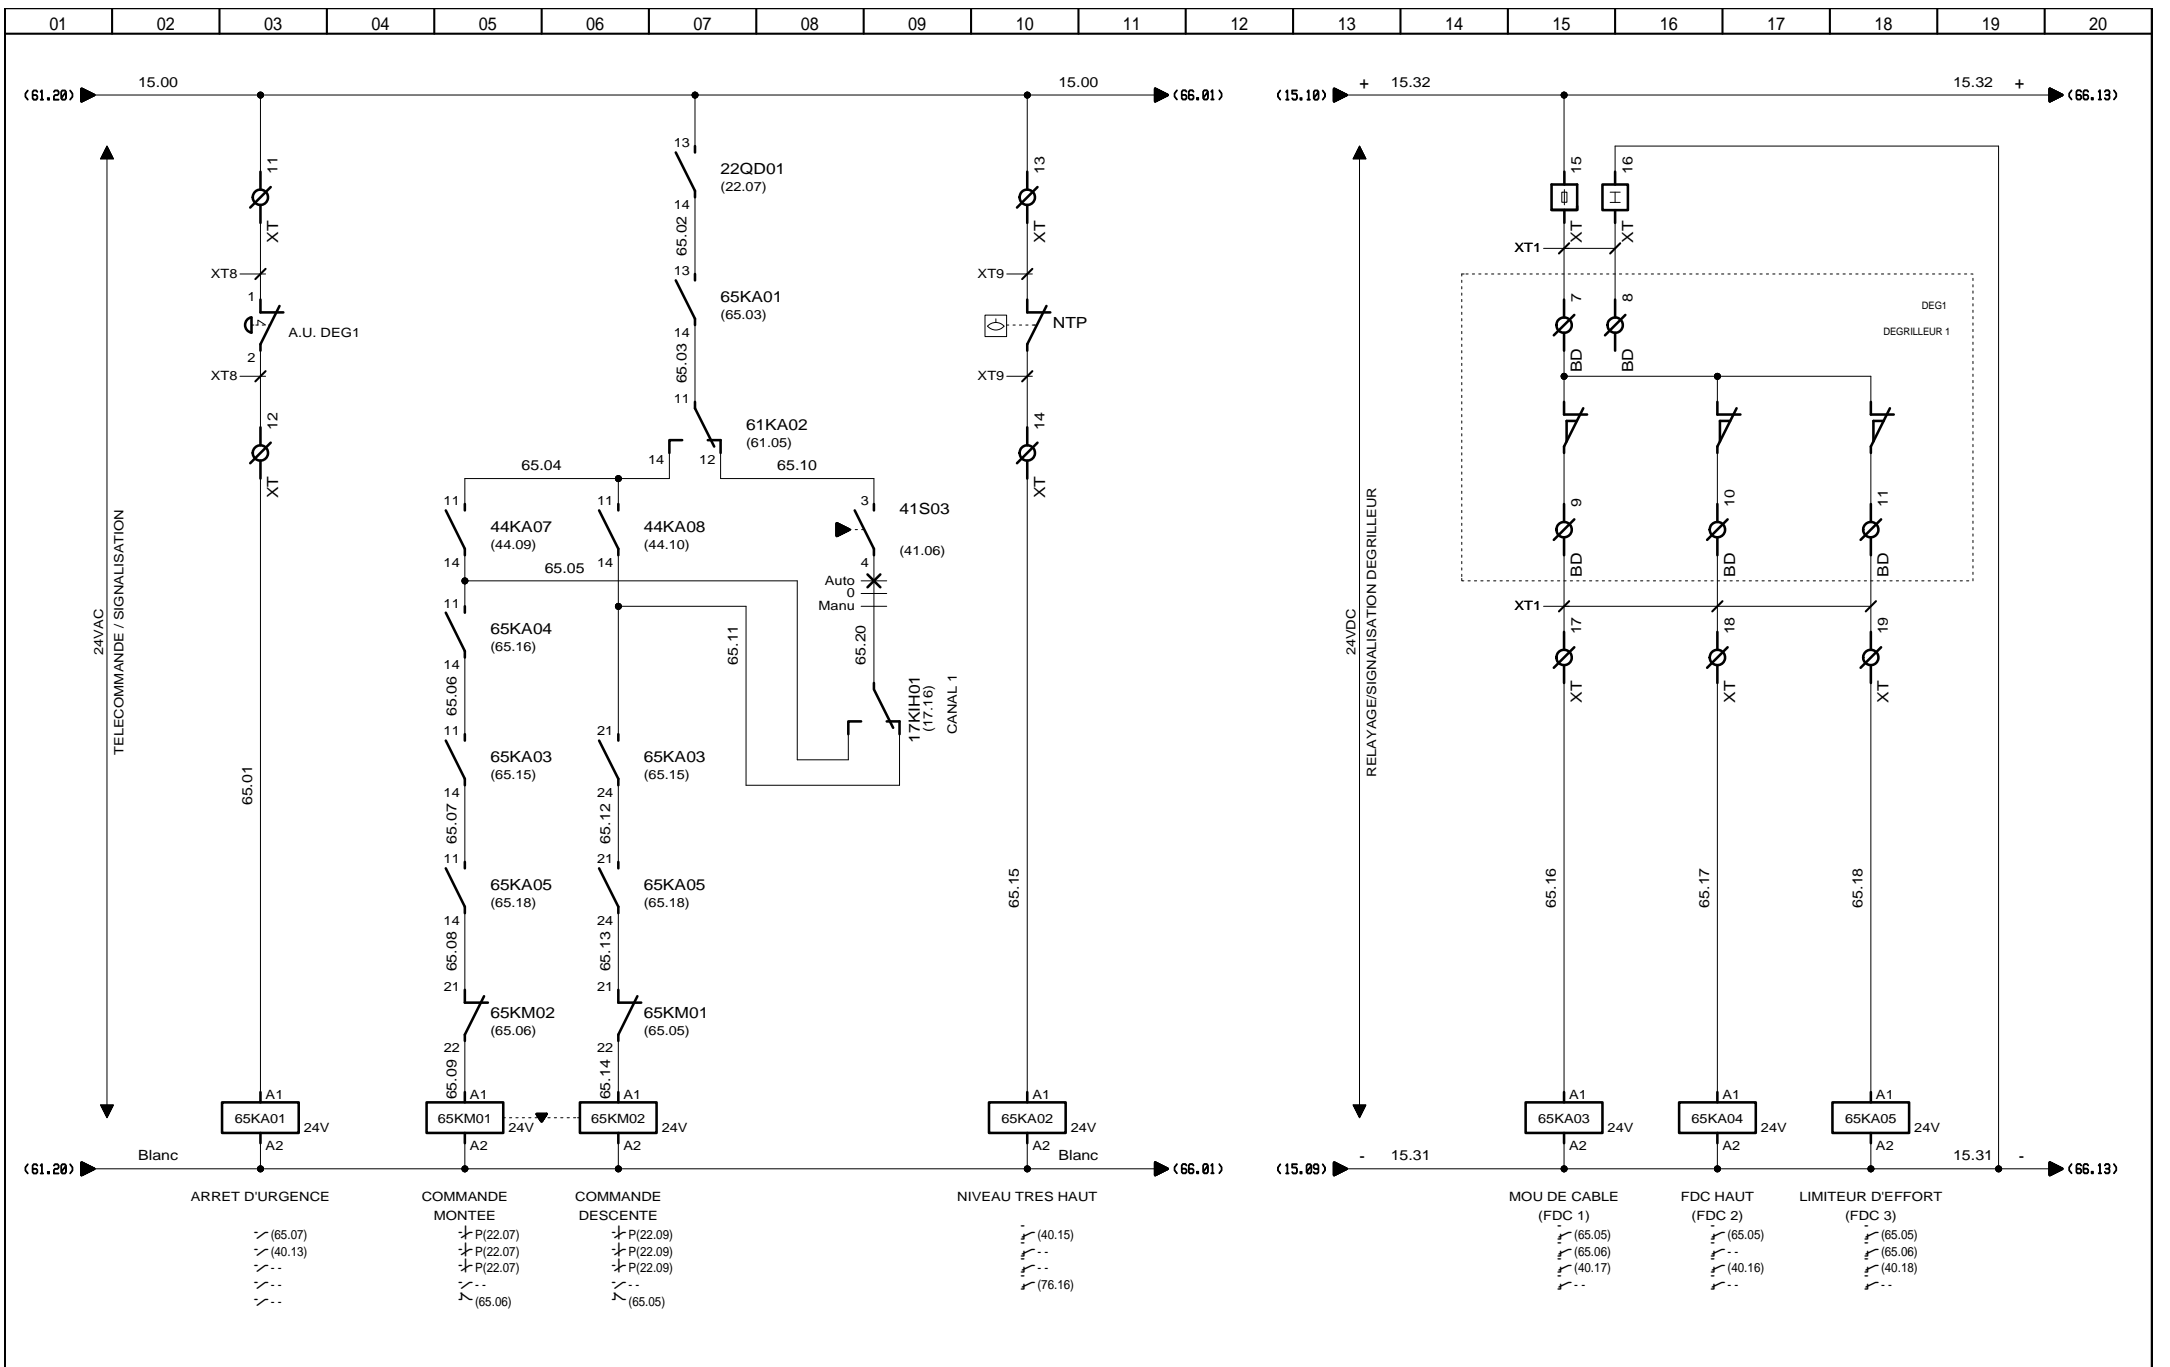 01 02 03 04 05 06 07 08 09 10 11 12 13 14 15 16 17 18 19 20
15.00 15.00 + 15.32 15.32 +
(61.20) (66.01) (15.10) (66.13)
11
XT
XT8
1
A.U. DEG1
2
XT8
12
XT
65.01
24VAC
TELECOMMANDE / SIGNALISATION
13
22QD01
(22.07)
14
65.02
13
65KA01
(65.03)
14
65.03
11
61KA02
(61.05)
14 12
65.04 65.10
11
44KA07
(44.09)
14
11
44KA08
(44.10)
14
65.05
3
41S03
(41.06)
4
Auto
0
Manu
65.11
65.20
17KIH01
(17.16)
CANAL 1
11
65KA04
(65.16)
14
65.06
11
65KA03
(65.15)
14
65.07
21
65KA03
(65.15)
24
65.12
11
65KA05
(65.18)
14
65.08
21
65KA05
(65.18)
24
65.13
21
65KM02
(65.06)
22
65.09
21
65KM01
(65.05)
22
65.14
13
XT
XT9
NTP
XT9
14
XT
65.15
24VDC
RELAYAGE/SIGNALISATION DEGRILLEUR
15 16
XT XT
XT1
7 8
BD BD
DEG1
DEGRILLEUR 1
9 10 11
BD BD BD
XT1
17 18 19
XT XT XT
65.16 65.17 65.18
A1 A1 A1 A1 A1 A1 A1
65KA01 24V 65KM01 24V 65KM02 24V 65KA02 24V 65KA03 24V 65KA04 24V 65KA05 24V
A2 A2 A2 A2 A2 A2 A2
Blanc Blanc - 15.31 15.31 -
(61.20) (66.01) (15.09) (66.13)
ARRET D'URGENCE
(65.07)
(40.13)
- -
- -
- -
COMMANDE
MONTEE
P(22.07)
P(22.07)
P(22.07)
- -
(65.06)
COMMANDE
DESCENTE
P(22.09)
P(22.09)
P(22.09)
- -
(65.05)
NIVEAU TRES HAUT
(40.15)
- -
- -
(76.16)
MOU DE CABLE
(FDC 1)
(65.05)
(65.06)
(40.17)
- -
FDC HAUT
(FDC 2)
(65.05)
- -
(40.16)
- -
LIMITEUR D'EFFORT
(FDC 3)
(65.05)
(65.06)
(40.18)
- -